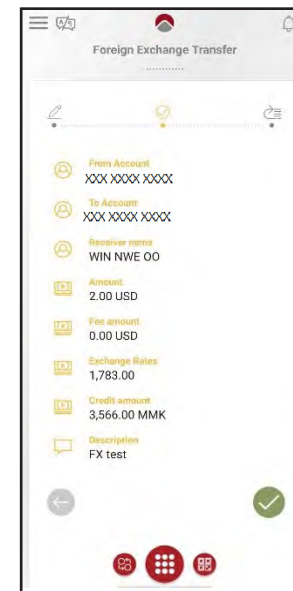 Foreign Exchange Transfer
From Account
XXX XXXX XXXX
To Account
XXX XXXX XXXX
Receiver name
WIN NWE OO
Amount
2.00 USD
Fee amount
0.00 USD
Exchange Rates
1,783.00
Credit amount
3,566.00 MMK
Description
FX test